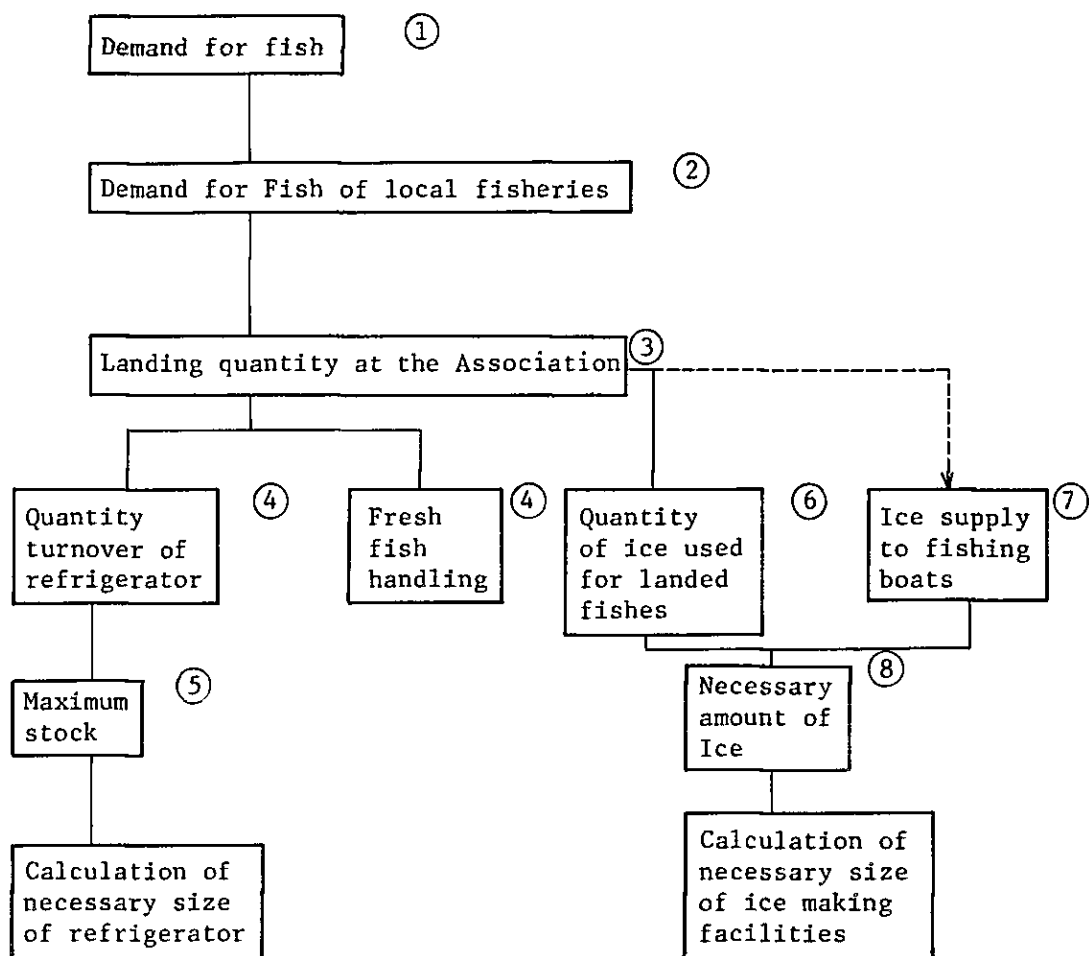 Demand for fish
①
Demand for Fish of local fisheries
②
Landing quantity at the Association
③
Quantity
turnover of
refrigerator
④
Fresh
fish
handling
④
Quantity
of ice used
for landed
fishes
⑥
Ice supply
to fishing
boats
⑦
Maximum
stock
⑤
Necessary
amount of
Ice
⑧
Calculation of
necessary size
of refrigerator
Calculation of
necessary size
of ice making
facilities